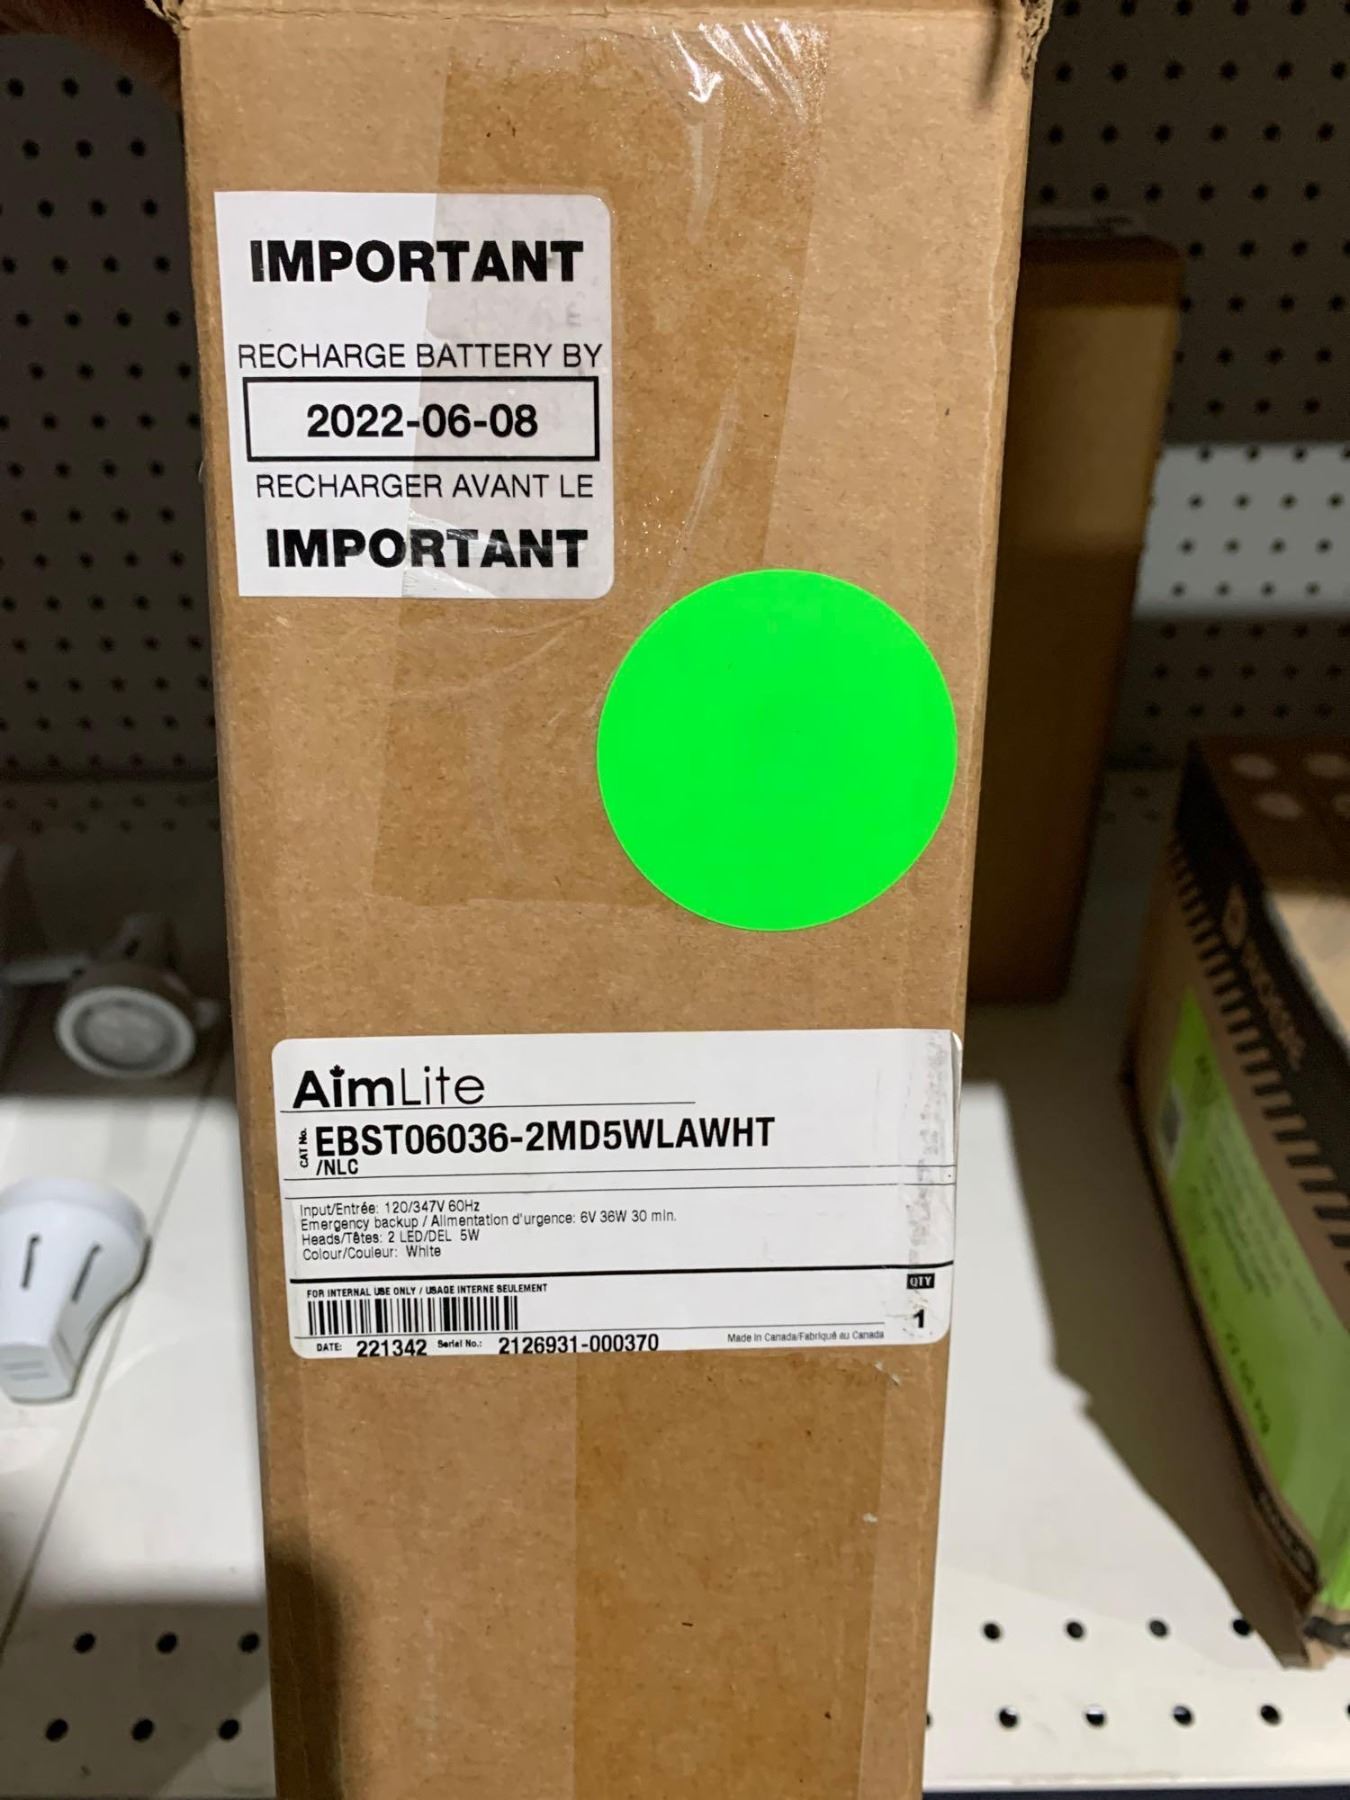 IMPORTANT
RECHARGE BATTERY BY
2022-06-08
RECHARGER AVANT LE
IMPORTANT
AimLite
CAT No.
EBST06036-2MD5WLAWHT
/NLC
Input/Entrée: 120/347V 60Hz
Emergency backup / Alimentation d'urgence: 6V 36W 30 min.
Heads/Têtes: 2 LED/DEL 5W
Colour/Couleur: White
FOR INTERNAL USE ONLY / USAGE INTERNE SEULEMENT
QTY
1
DATE: 221342 Serial No.: 2126931-000370
Made in Canada/Fabriqué au Canada